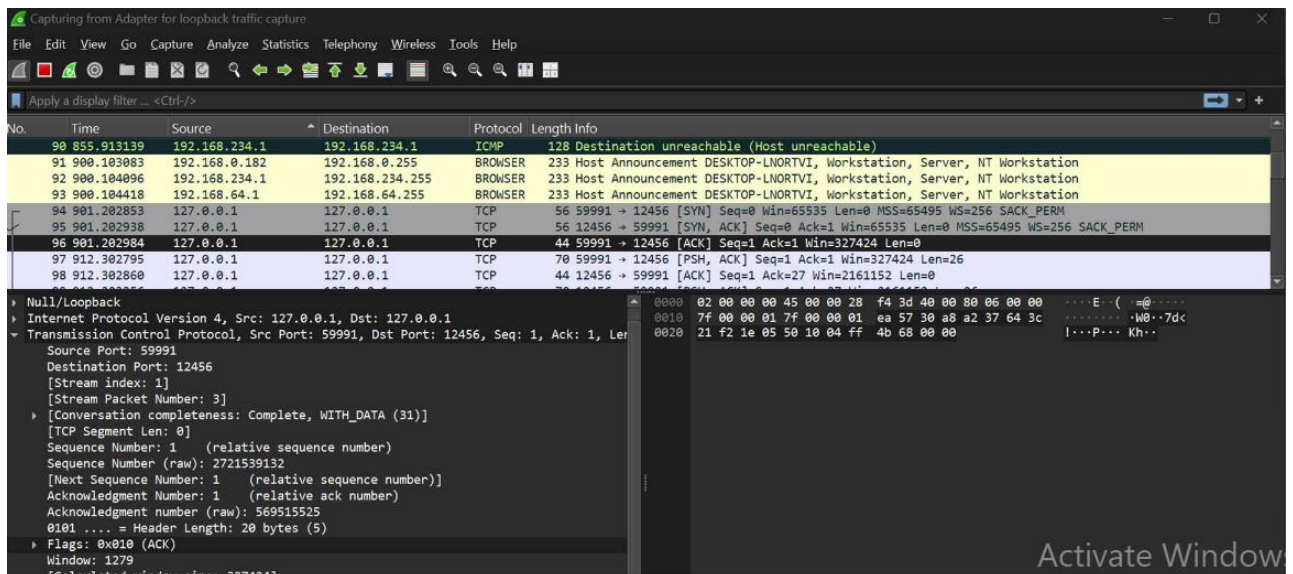 Capturing from Adapter for loopback traffic capture
File Edit View Go Capture Analyze Statistics Telephony Wireless Tools Help
Apply a display filter ... <Ctrl-/>
No. Time Source Destination Protocol Length Info
90 855.913139 192.168.234.1 192.168.234.1 ICMP 128 Destination unreachable (Host unreachable)
91 900.103083 192.168.0.182 192.168.0.255 BROWSER 233 Host Announcement DESKTOP-LNORTVI, Workstation, Server, NT Workstation
92 900.104096 192.168.234.1 192.168.234.255 BROWSER 233 Host Announcement DESKTOP-LNORTVI, Workstation, Server, NT Workstation
93 900.104418 192.168.64.1 192.168.64.255 BROWSER 233 Host Announcement DESKTOP-LNORTVI, Workstation, Server, NT Workstation
94 901.202853 127.0.0.1 127.0.0.1 TCP 56 59991 → 12456 [SYN] Seq=0 Win=65535 Len=0 MSS=65495 WS=256 SACK_PERM
95 901.202938 127.0.0.1 127.0.0.1 TCP 56 12456 → 59991 [SYN, ACK] Seq=0 Ack=1 Win=65535 Len=0 MSS=65495 WS=256 SACK_PERM
96 901.202984 127.0.0.1 127.0.0.1 TCP 44 59991 → 12456 [ACK] Seq=1 Ack=1 Win=327424 Len=0
97 912.302795 127.0.0.1 127.0.0.1 TCP 70 59991 → 12456 [PSH, ACK] Seq=1 Ack=1 Win=327424 Len=26
98 912.302860 127.0.0.1 127.0.0.1 TCP 44 12456 → 59991 [ACK] Seq=1 Ack=27 Win=2161152 Len=0
Null/Loopback
Internet Protocol Version 4, Src: 127.0.0.1, Dst: 127.0.0.1
Transmission Control Protocol, Src Port: 59991, Dst Port: 12456, Seq: 1, Ack: 1, Ler
Source Port: 59991
Destination Port: 12456
[Stream index: 1]
[Stream Packet Number: 3]
[Conversation completeness: Complete, WITH_DATA (31)]
[TCP Segment Len: 0]
Sequence Number: 1 (relative sequence number)
Sequence Number (raw): 2721539132
[Next Sequence Number: 1 (relative sequence number)]
Acknowledgment Number: 1 (relative ack number)
Acknowledgment number (raw): 569515525
0101 .... = Header Length: 20 bytes (5)
Flags: 0x010 (ACK)
Window: 1279
0000 02 00 00 00 45 00 00 28 f4 3d 40 00 80 06 00 00 ····E··( ·=@·····
0010 7f 00 00 01 7f 00 00 01 ea 57 30 a8 a2 37 64 3c ········ ·W0··7d<
0020 21 f2 1e 05 50 10 04 ff 4b 68 00 00 !···P··· Kh··
Activate Windows